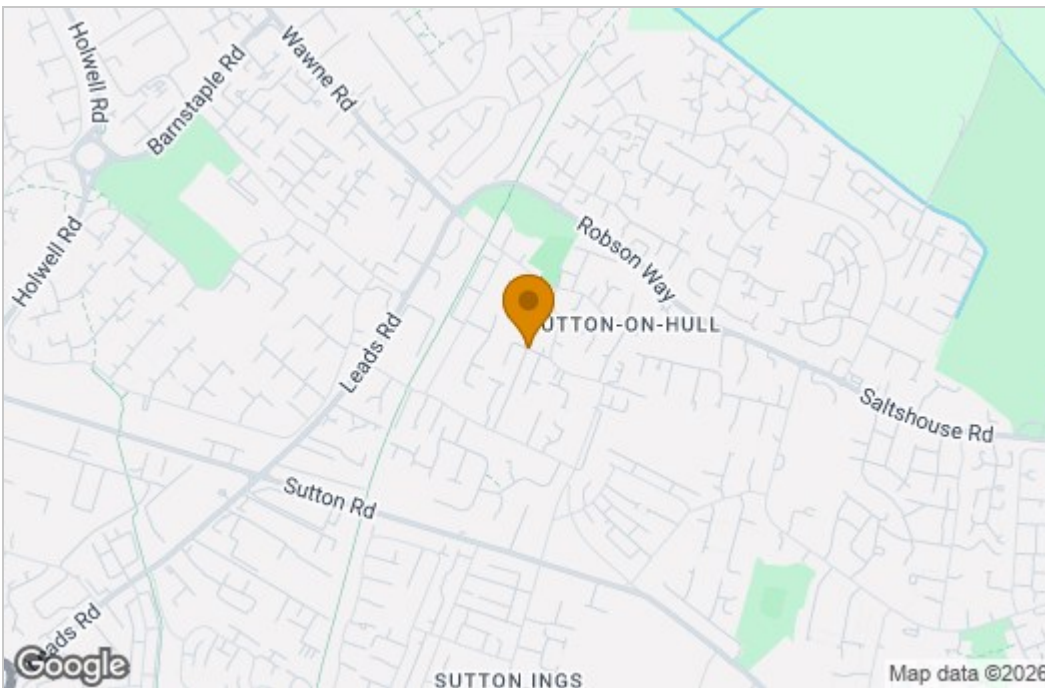 Holwell Rd
Barnstaple Rd
Wawne Rd
Holwell Rd
Robson Way
UTTON-ON-HULL
Leads Rd
Saltshouse Rd
Sutton Rd
eads Rd
SUTTON INGS
Google
Map data ©2026